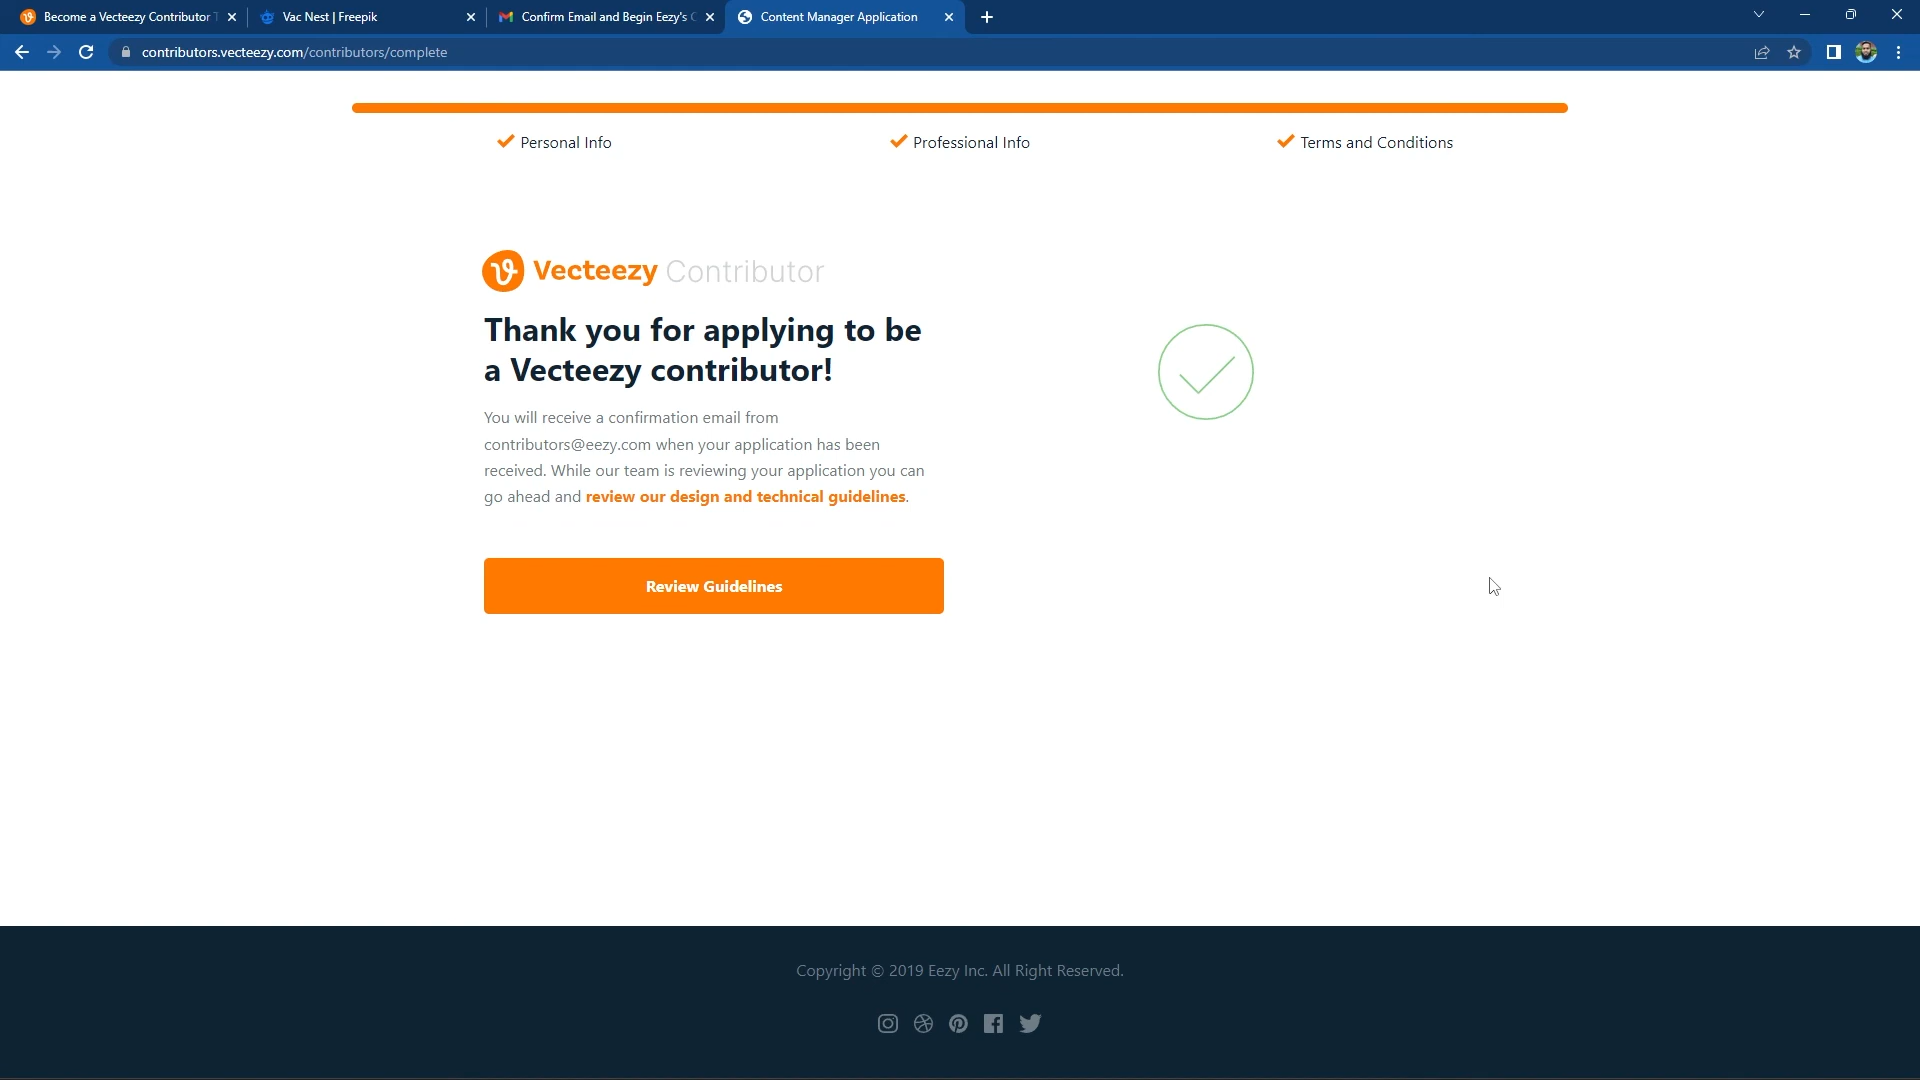 Become a Vecteezy Contributor
Vac Nest | Freepik
Confirm Email and Begin Eezy's
Content Manager Application
contributors.vecteezy.com/contributors/complete
Personal Info
Professional Info
Terms and Conditions
Vecteezy Contributor
Thank you for applying to be
a Vecteezy contributor!
You will receive a confirmation email from
contributors@eezy.com when your application has been
received. While our team is reviewing your application you can
go ahead and review our design and technical guidelines.
Review Guidelines
Copyright © 2019 Eezy Inc. All Right Reserved.